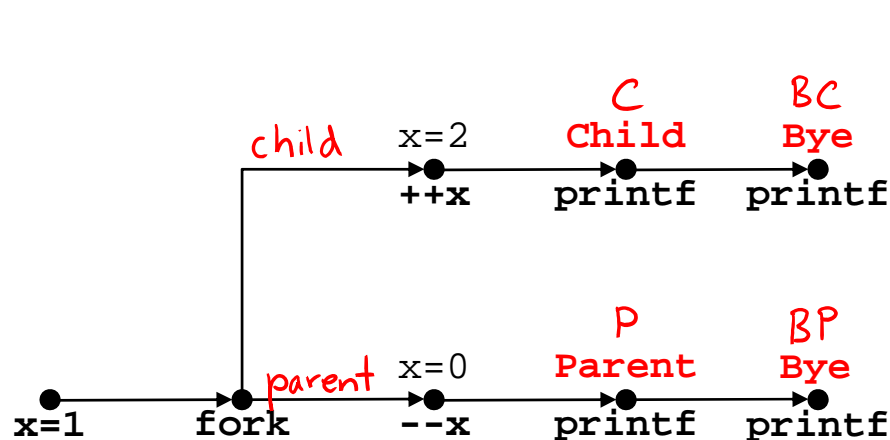 C BC
child x=2 Child Bye
++x printf printf
P BP
parent x=0 Parent Bye
x=1 fork --x printf printf